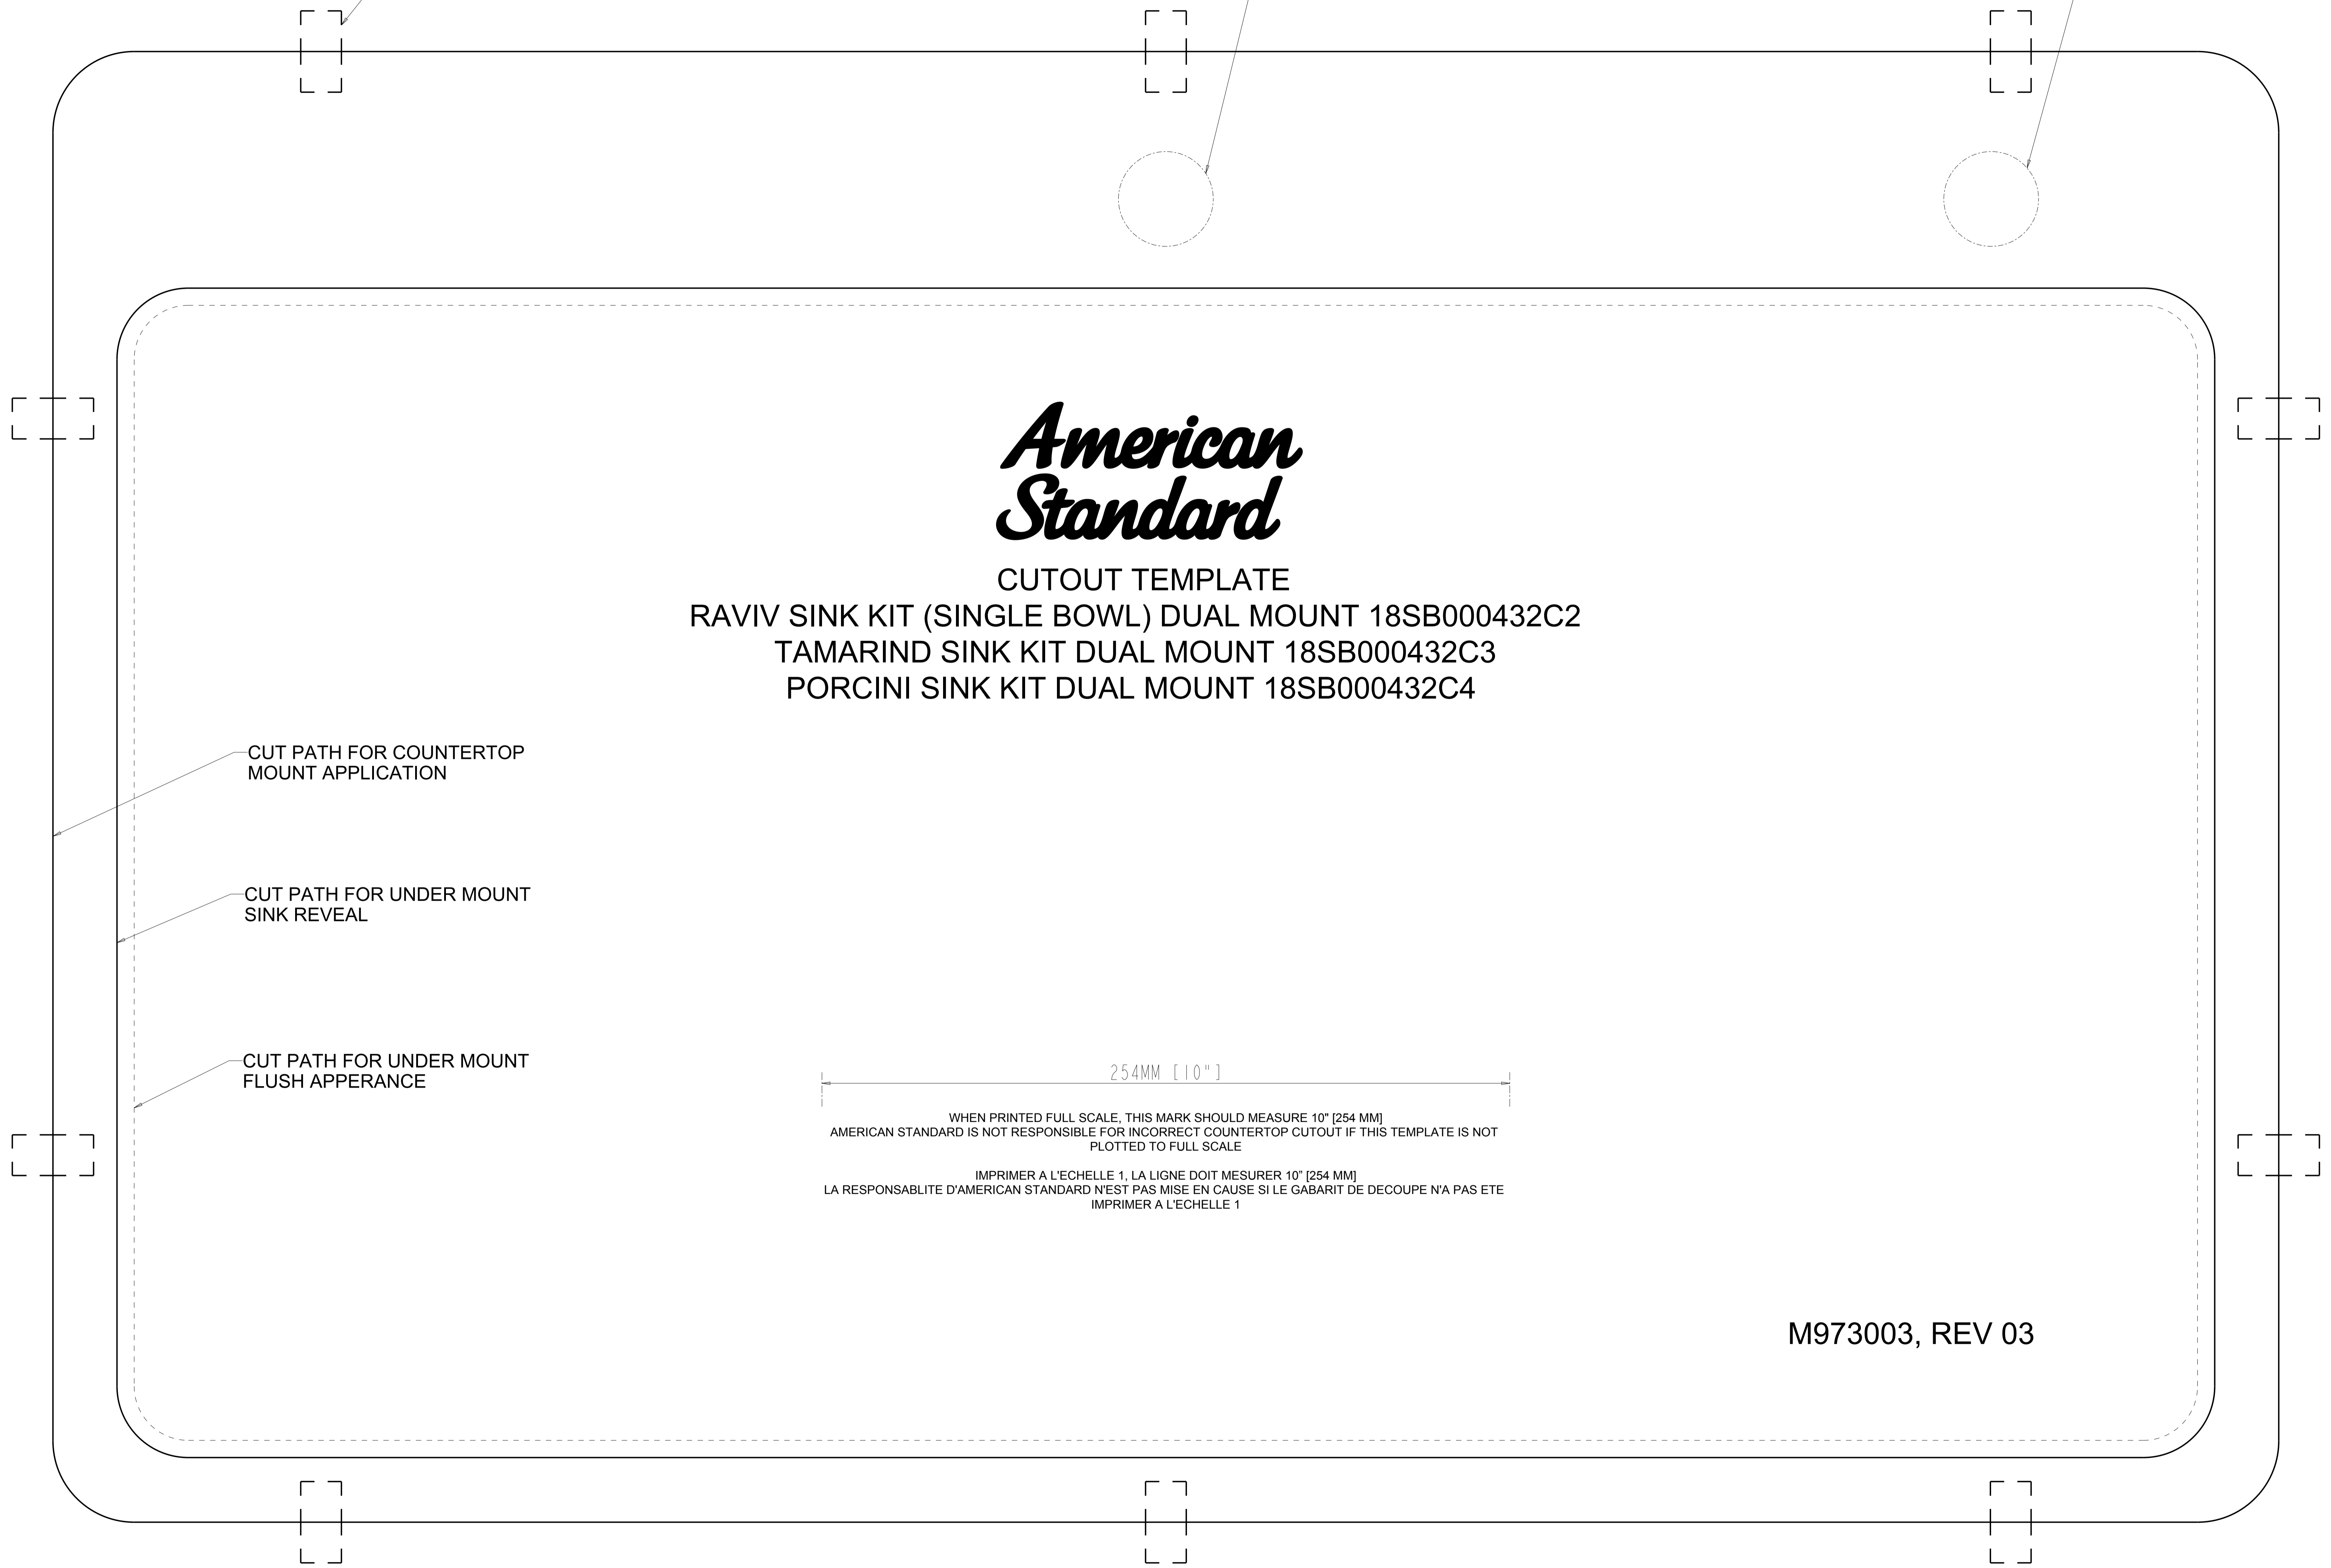 American
Standard
CUTOUT TEMPLATE
RAVIV SINK KIT (SINGLE BOWL) DUAL MOUNT 18SB000432C2
TAMARIND SINK KIT DUAL MOUNT 18SB000432C3
PORCINI SINK KIT DUAL MOUNT 18SB000432C4
CUT PATH FOR COUNTERTOP
MOUNT APPLICATION
CUT PATH FOR UNDER MOUNT
SINK REVEAL
CUT PATH FOR UNDER MOUNT
FLUSH APPERANCE
254MM [10"]
WHEN PRINTED FULL SCALE, THIS MARK SHOULD MEASURE 10" [254 MM]
AMERICAN STANDARD IS NOT RESPONSIBLE FOR INCORRECT COUNTERTOP CUTOUT IF THIS TEMPLATE IS NOT
PLOTTED TO FULL SCALE
IMPRIMER A L'ECHELLE 1, LA LIGNE DOIT MESURER 10” [254 MM]
LA RESPONSABLITE D'AMERICAN STANDARD N'EST PAS MISE EN CAUSE SI LE GABARIT DE DECOUPE N'A PAS ETE
IMPRIMER A L'ECHELLE 1
M973003, REV 03